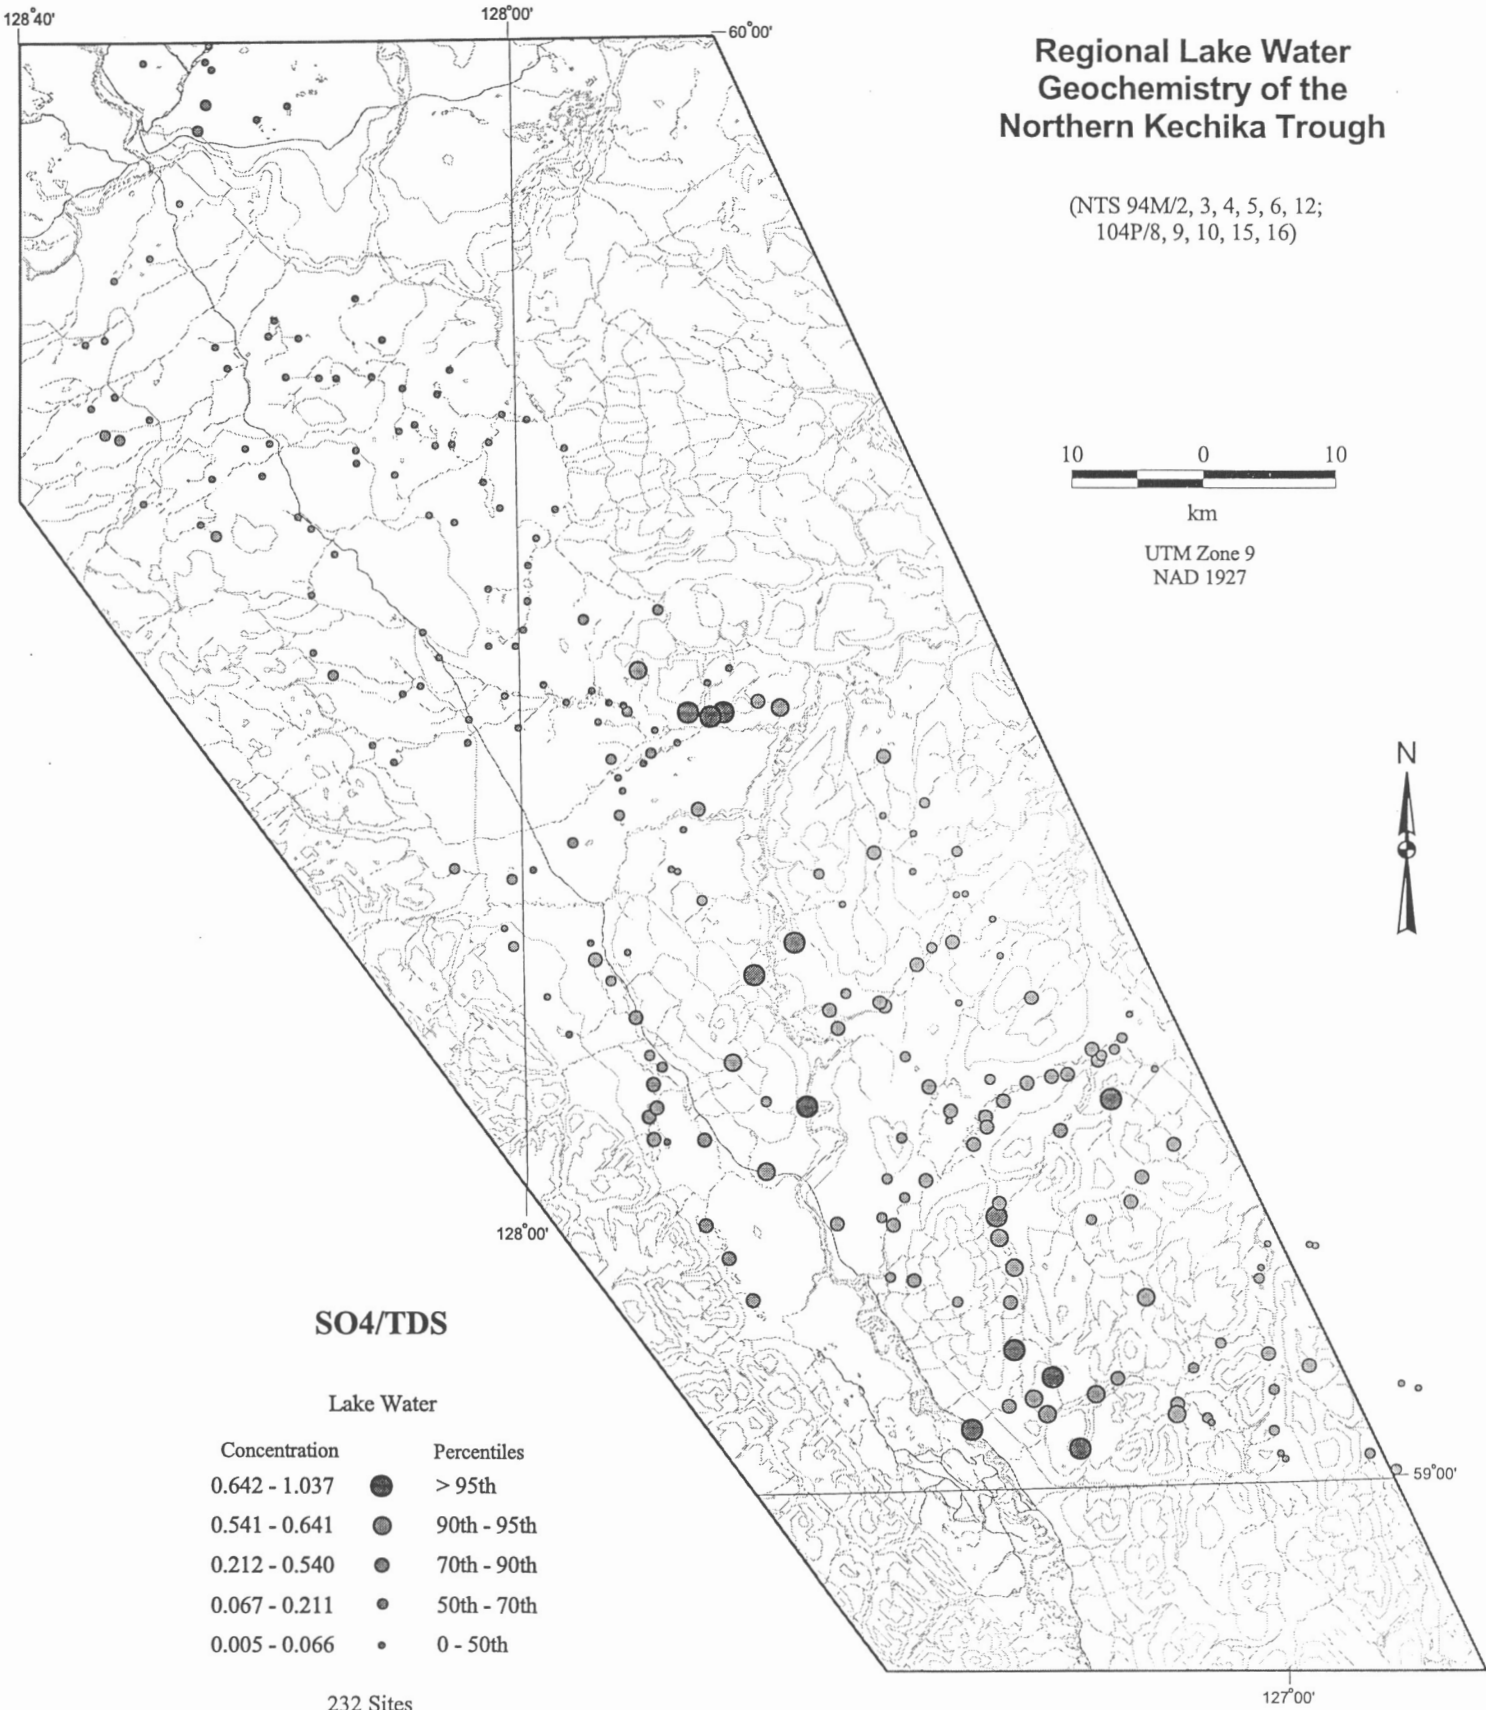 128°40'
128°00'
60°00'
Regional Lake Water
Geochemistry of the
Northern Kechika Trough
(NTS 94M/2, 3, 4, 5, 6, 12;
104P/8, 9, 10, 15, 16)
10 0 10
km
UTM Zone 9
NAD 1927
N
128°00'
SO4/TDS
Lake Water
Concentration Percentiles
0.642 - 1.037 > 95th
0.541 - 0.641 90th - 95th
0.212 - 0.540 70th - 90th
0.067 - 0.211 50th - 70th
0.005 - 0.066 0 - 50th
232 Sites
59°00'
127°00'